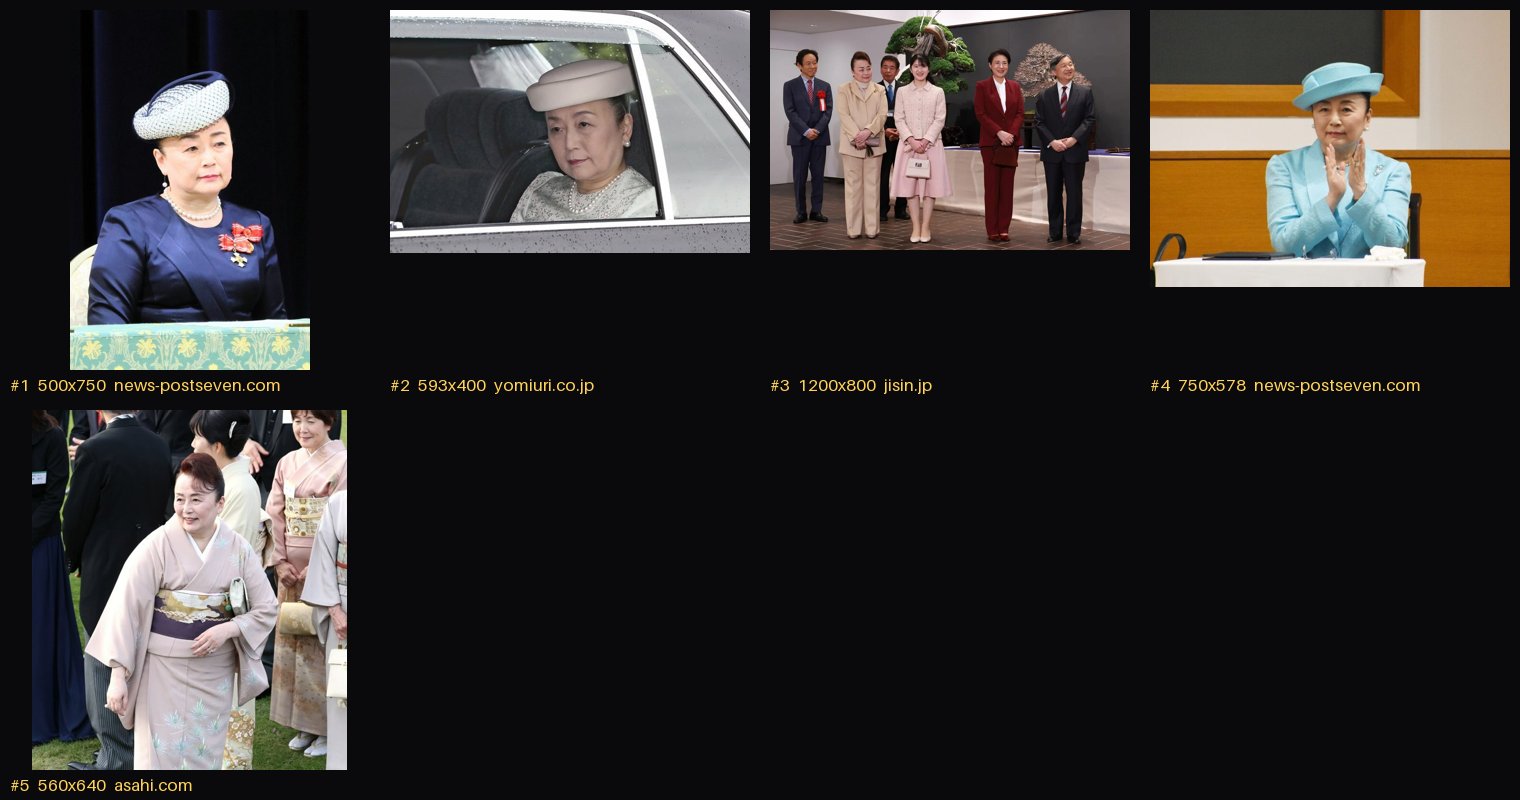 #1 500x750 news-postseven.com
#2 593x400 yomiuri.co.jp
#3 1200x800 jisin.jp
#4 750x578 news-postseven.com
#5 560x640 asahi.com